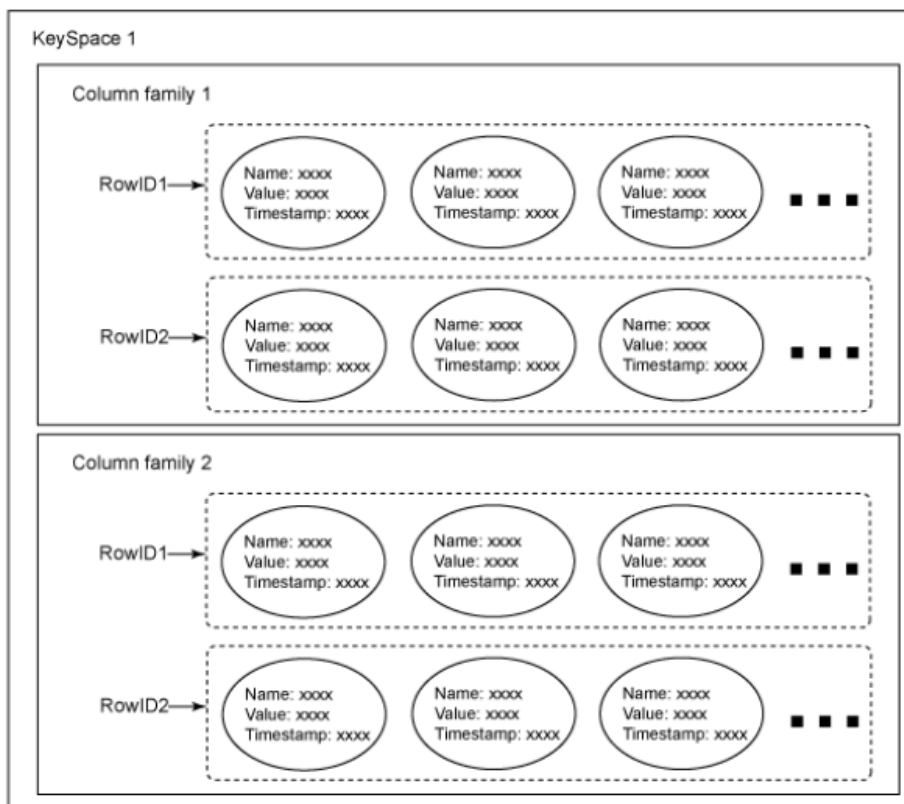 KeySpace 1
Column family 1
RowID1
Name: xxxx
Value: xxxx
Timestamp: xxxx
Name: xxxx
Value: xxxx
Timestamp: xxxx
Name: xxxx
Value: xxxx
Timestamp: xxxx
RowID2
Name: xxxx
Value: xxxx
Timestamp: xxxx
Name: xxxx
Value: xxxx
Timestamp: xxxx
Name: xxxx
Value: xxxx
Timestamp: xxxx
Column family 2
RowID1
Name: xxxx
Value: xxxx
Timestamp: xxxx
Name: xxxx
Value: xxxx
Timestamp: xxxx
Name: xxxx
Value: xxxx
Timestamp: xxxx
RowID2
Name: xxxx
Value: xxxx
Timestamp: xxxx
Name: xxxx
Value: xxxx
Timestamp: xxxx
Name: xxxx
Value: xxxx
Timestamp: xxxx